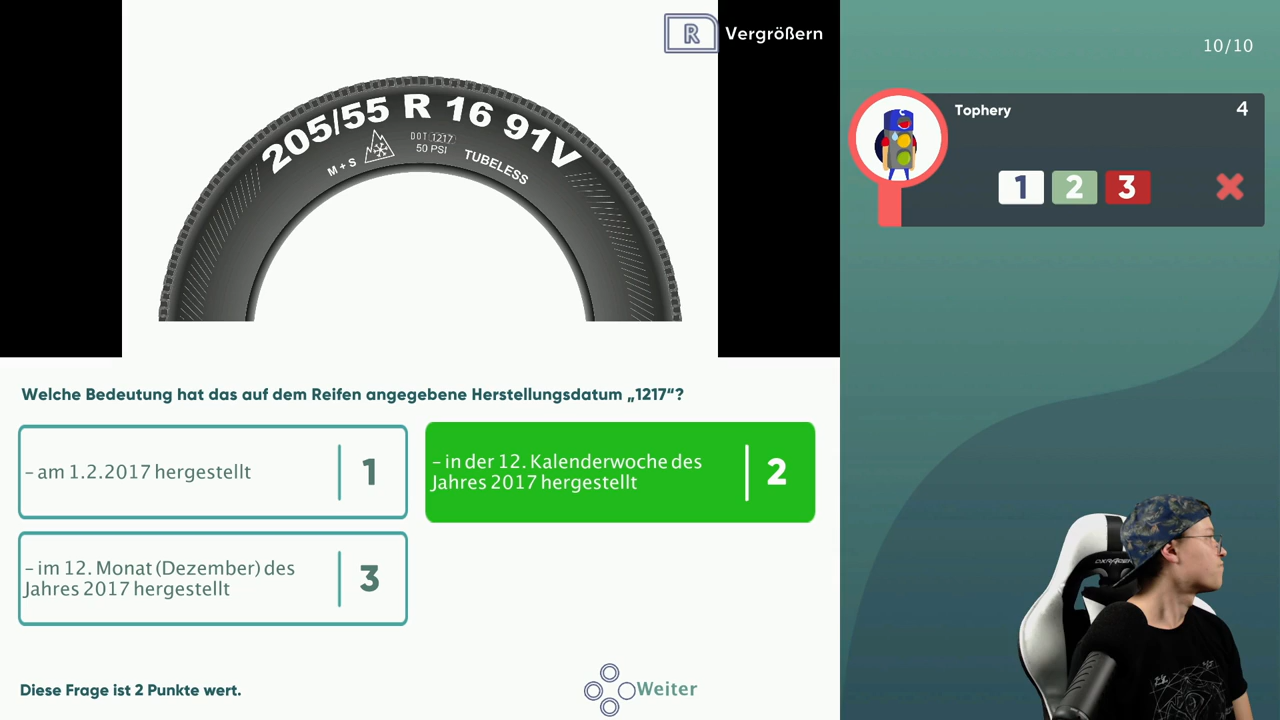 R Vergrößern
10/10
205/55 R 16 91V
M + S
DOT 1217
50 PSI
TUBELESS
Tophery 4
1 2 3
Welche Bedeutung hat das auf dem Reifen angegebene Herstellungsdatum „1217“?
– am 1.2.2017 hergestellt 1
– in der 12. Kalenderwoche des
Jahres 2017 hergestellt 2
– im 12. Monat (Dezember) des
Jahres 2017 hergestellt 3
Diese Frage ist 2 Punkte wert.
Weiter